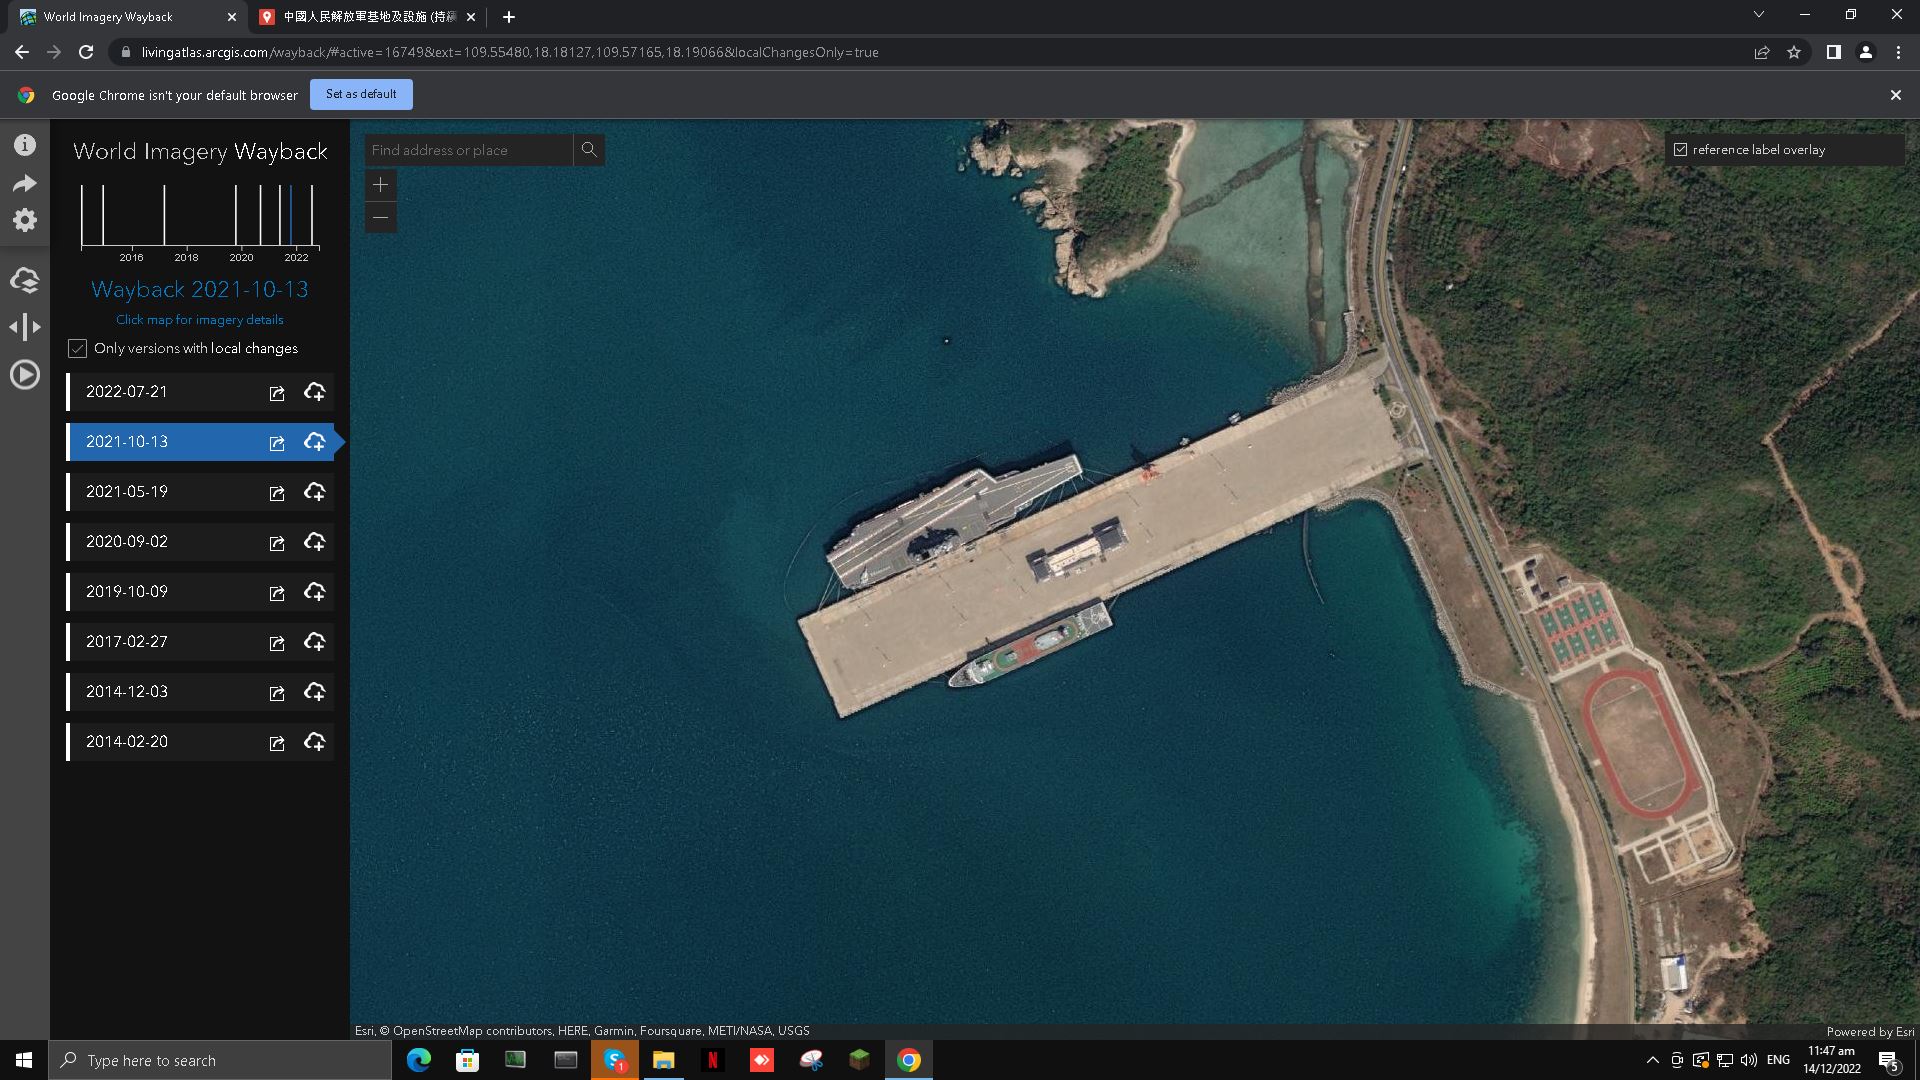 World Imagery Wayback
中國人民解放軍基地及設施 (持續
livingatlas.arcgis.com/wayback/#active=16749&ext=109.55480,18.18127,109.57165,18.19066&localChangesOnly=true
Google Chrome isn't your default browser
Set as default
World Imagery Wayback
2016 2018 2020 2022
Wayback 2021-10-13
Click map for imagery details
Only versions with local changes
2022-07-21
2021-10-13
2021-05-19
2020-09-02
2019-10-09
2017-02-27
2014-12-03
2014-02-20
Find address or place
reference label overlay
Esri, © OpenStreetMap contributors, HERE, Garmin, Foursquare, METI/NASA, USGS
Powered by Esri
Type here to search
1
N
ENG
11:47 am
14/12/2022
5